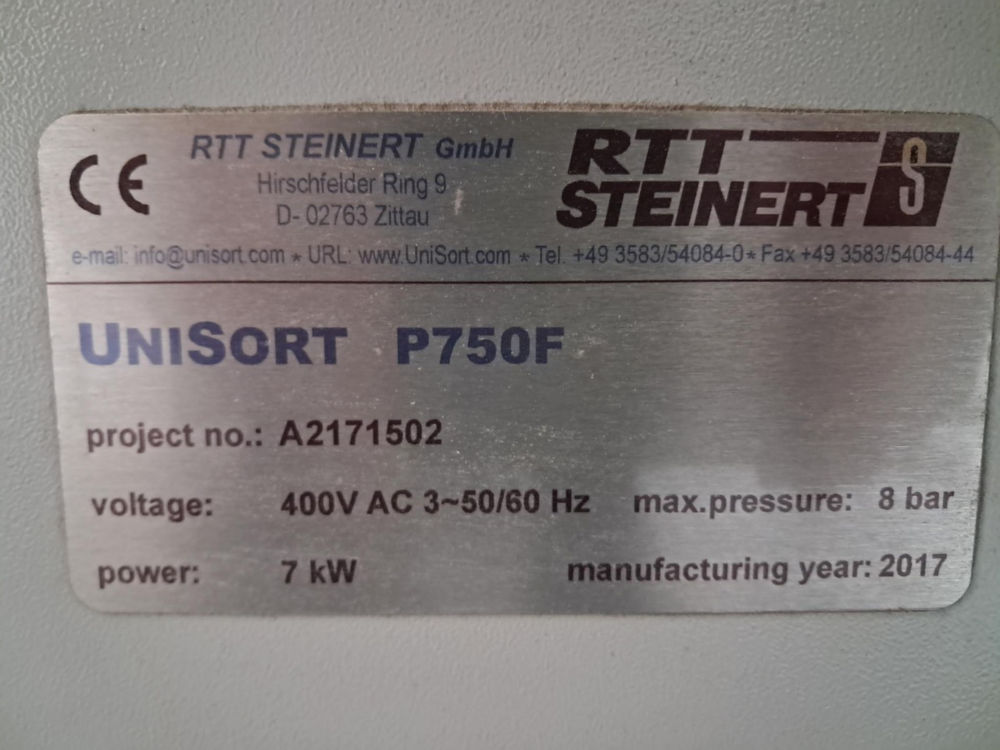 CE
RTT STEINERT GmbH
Hirschfelder Ring 9
D- 02763 Zittau
RTT
STEINERT
S
e-mail: info@unisort.com * URL: www.UniSort.com * Tel. +49 3583/54084-0* Fax +49 3583/54084-44
UNISORT P750F
project no.: A2171502
voltage: 400V AC 3~50/60 Hz max.pressure: 8 bar
power: 7 kW manufacturing year: 2017